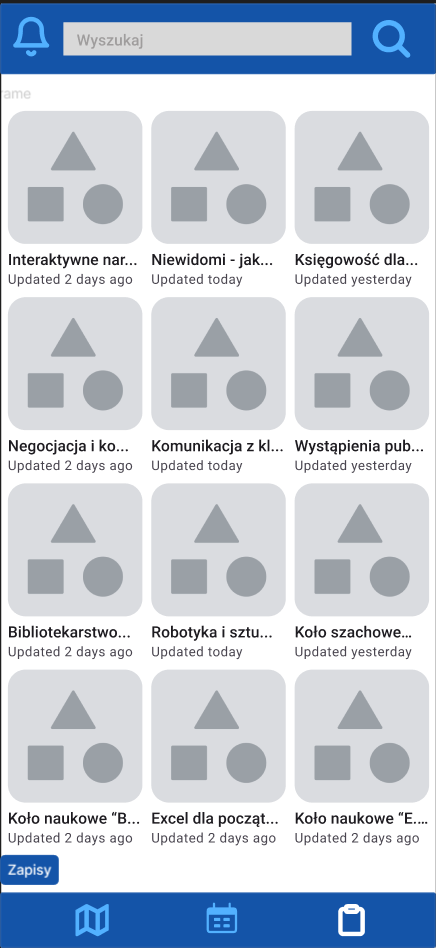 Wyszukaj
rame
Interaktywne nar...
Niewidomi - jak...
Księgowość dla...
Updated 2 days ago
Updated today
Updated yesterday
Negocjacja i ko...
Komunikacja z kl...
Wystąpienia pub...
Updated 2 days ago
Updated today
Updated yesterday
Bibliotekarstwo...
Robotyka i sztu...
Koło szachowe...
Updated 2 days ago
Updated today
Updated yesterday
Koło naukowe “B...
Excel dla począt...
Koło naukowe “E....
Updated 2 days ago
Updated 2 days ago
Updated 2 days ago
Zapisy